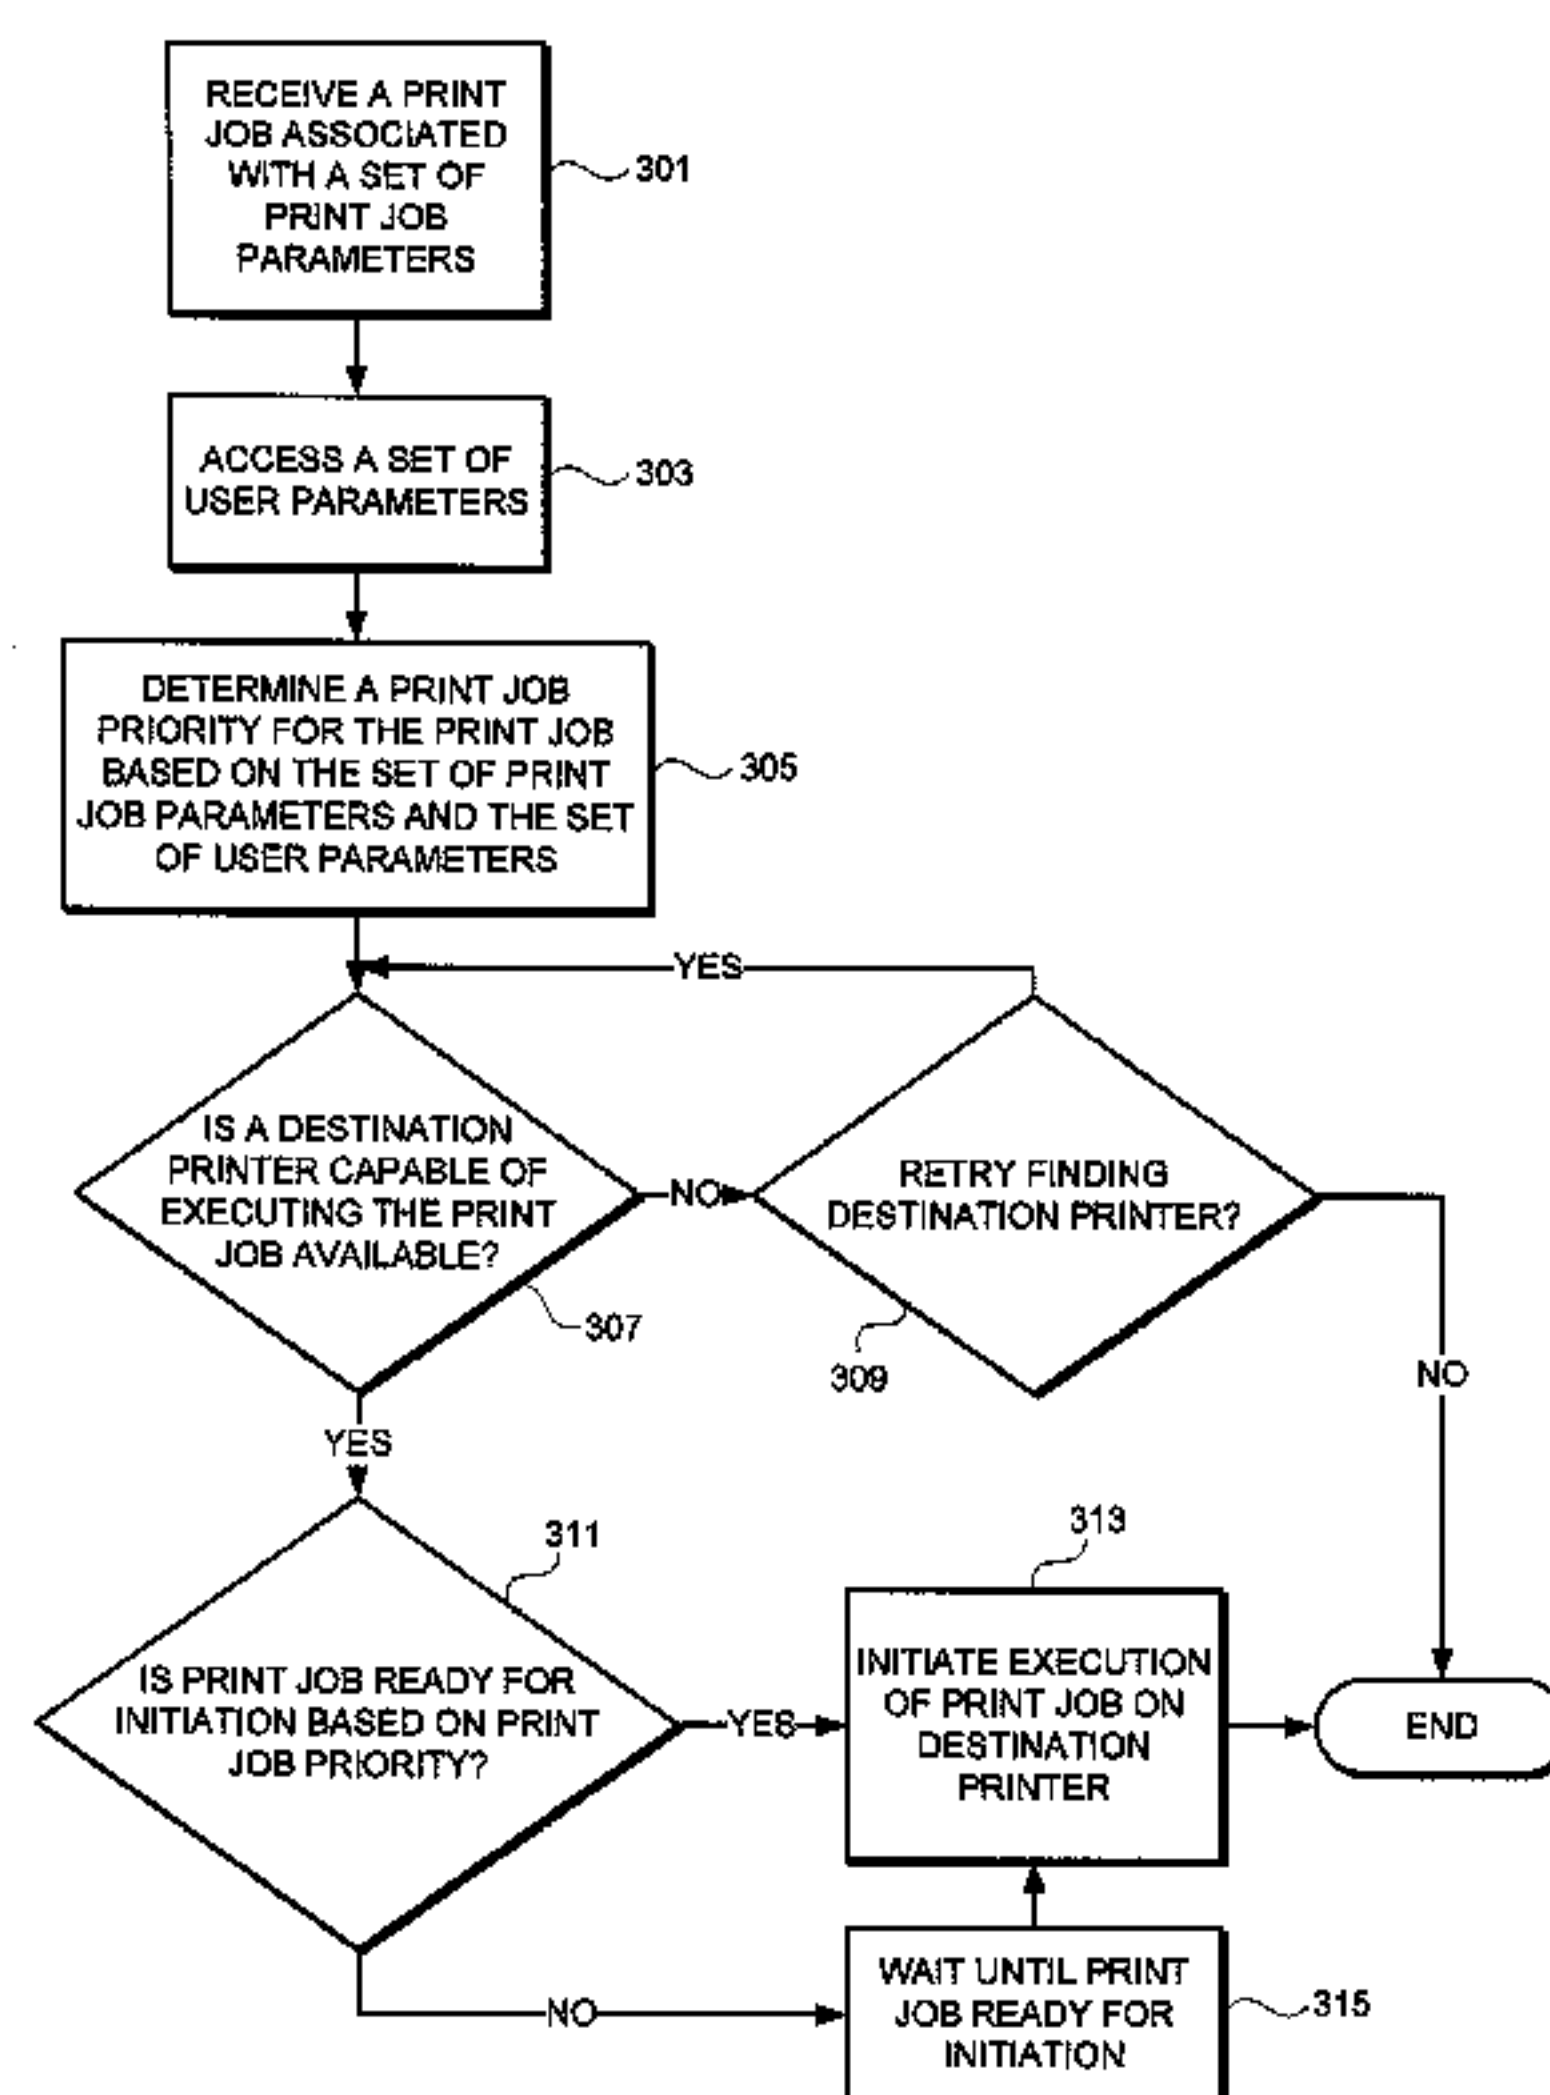 RECEIVE A PRINT
JOB ASSOCIATED
WITH A SET OF
PRINT JOB
PARAMETERS
301
ACCESS A SET OF
USER PARAMETERS
303
DETERMINE A PRINT JOB
PRIORITY FOR THE PRINT JOB
BASED ON THE SET OF PRINT
JOB PARAMETERS AND THE SET
OF USER PARAMETERS
305
YES
IS A DESTINATION
PRINTER CAPABLE OF
EXECUTING THE PRINT
JOB AVAILABLE?
307
NO
RETRY FINDING
DESTINATION PRINTER?
309
NO
YES
311
IS PRINT JOB READY FOR
INITIATION BASED ON PRINT
JOB PRIORITY?
YES
313
INITIATE EXECUTION
OF PRINT JOB ON
DESTINATION
PRINTER
END
NO
WAIT UNTIL PRINT
JOB READY FOR
INITIATION
315